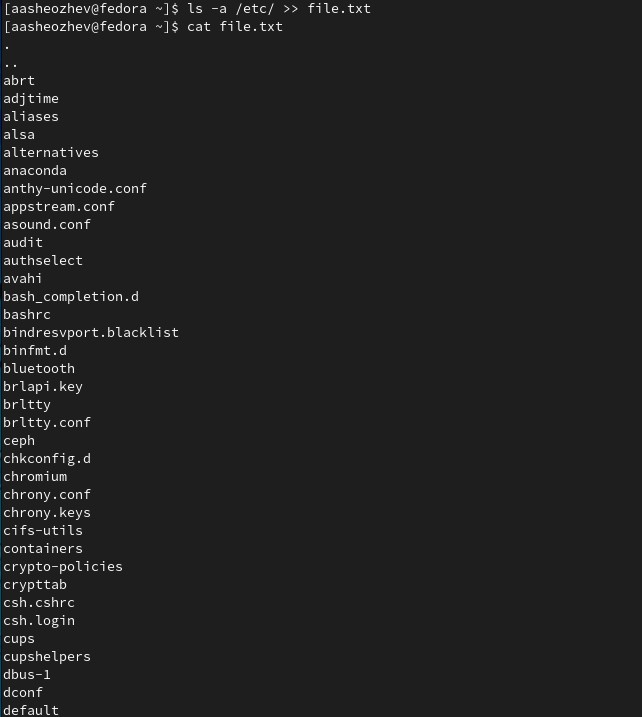 [aasheozhev@fedora ~]$ ls -a /etc/ >> file.txt
[aasheozhev@fedora ~]$ cat file.txt
.
..
abrt
adjtime
aliases
alsa
alternatives
anaconda
anthy-unicode.conf
appstream.conf
asound.conf
audit
authselect
avahi
bash_completion.d
bashrc
bindresvport.blacklist
binfmt.d
bluetooth
brlapi.key
brltty
brltty.conf
ceph
chkconfig.d
chromium
chrony.conf
chrony.keys
cifs-utils
containers
crypto-policies
crypttab
csh.cshrc
csh.login
cups
cupshelpers
dbus-1
dconf
default